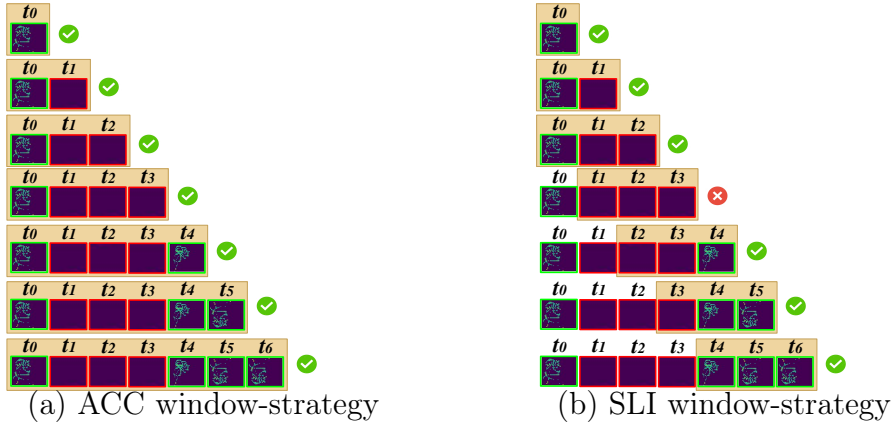 t0 t0
t0 t1 t0 t1
t0 t1 t2 t0 t1 t2
t0 t1 t2 t3 t0 t1 t2 t3
t0 t1 t2 t3 t4 t0 t1 t2 t3 t4
t0 t1 t2 t3 t4 t5 t0 t1 t2 t3 t4 t5
t0 t1 t2 t3 t4 t5 t6 t0 t1 t2 t3 t4 t5 t6
(a) ACC window-strategy (b) SLI window-strategy